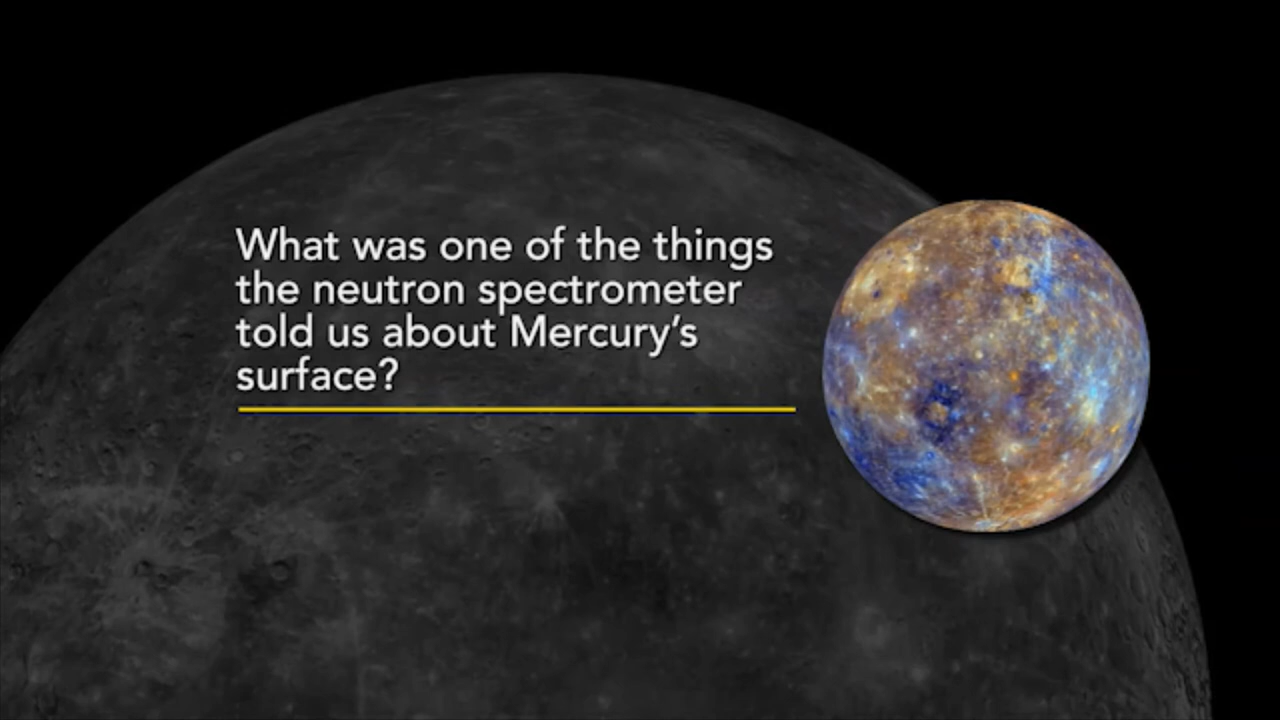 What was one of the things
the neutron spectrometer
told us about Mercury’s
surface?